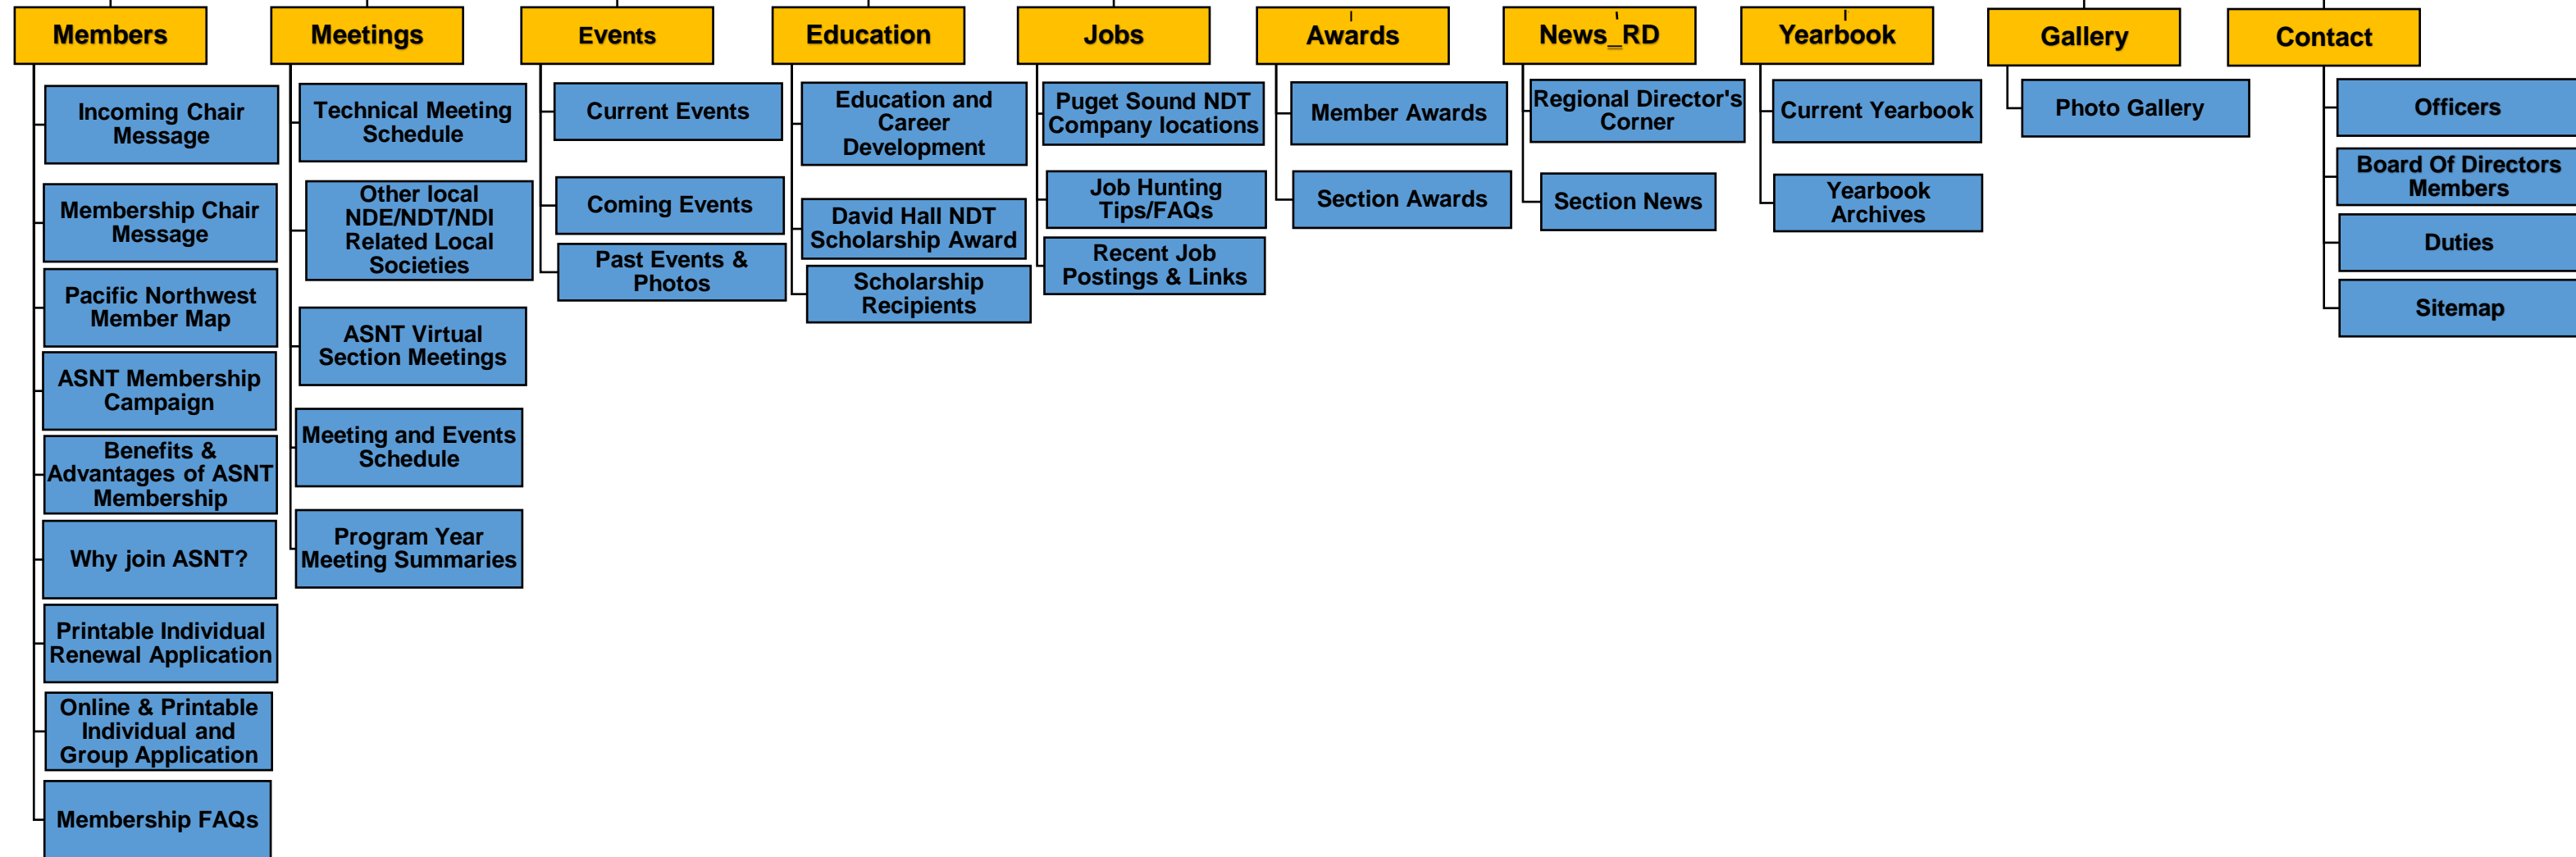 Members
Incoming Chair
Message
Membership Chair
Message
Pacific Northwest
Member Map
ASNT Membership
Campaign
Benefits &
Advantages of ASNT
Membership
Why join ASNT?
Printable Individual
Renewal Application
Online & Printable
Individual and
Group Application
Membership FAQs
Meetings
Technical Meeting
Schedule
Other local
NDE/NDT/NDI
Related Local
Societies
ASNT Virtual
Section Meetings
Meeting and Events
Schedule
Program Year
Meeting Summaries
Events
Current Events
Coming Events
Past Events &
Photos
Education
Education and
Career
Development
David Hall NDT
Scholarship Award
Scholarship
Recipients
Jobs
Puget Sound NDT
Company locations
Job Hunting
Tips/FAQs
Recent Job
Postings & Links
Awards
Member Awards
Section Awards
News_RD
Regional Director's
Corner
Section News
Yearbook
Current Yearbook
Yearbook
Archives
Gallery
Photo Gallery
Contact
Officers
Board Of Directors
Members
Duties
Sitemap